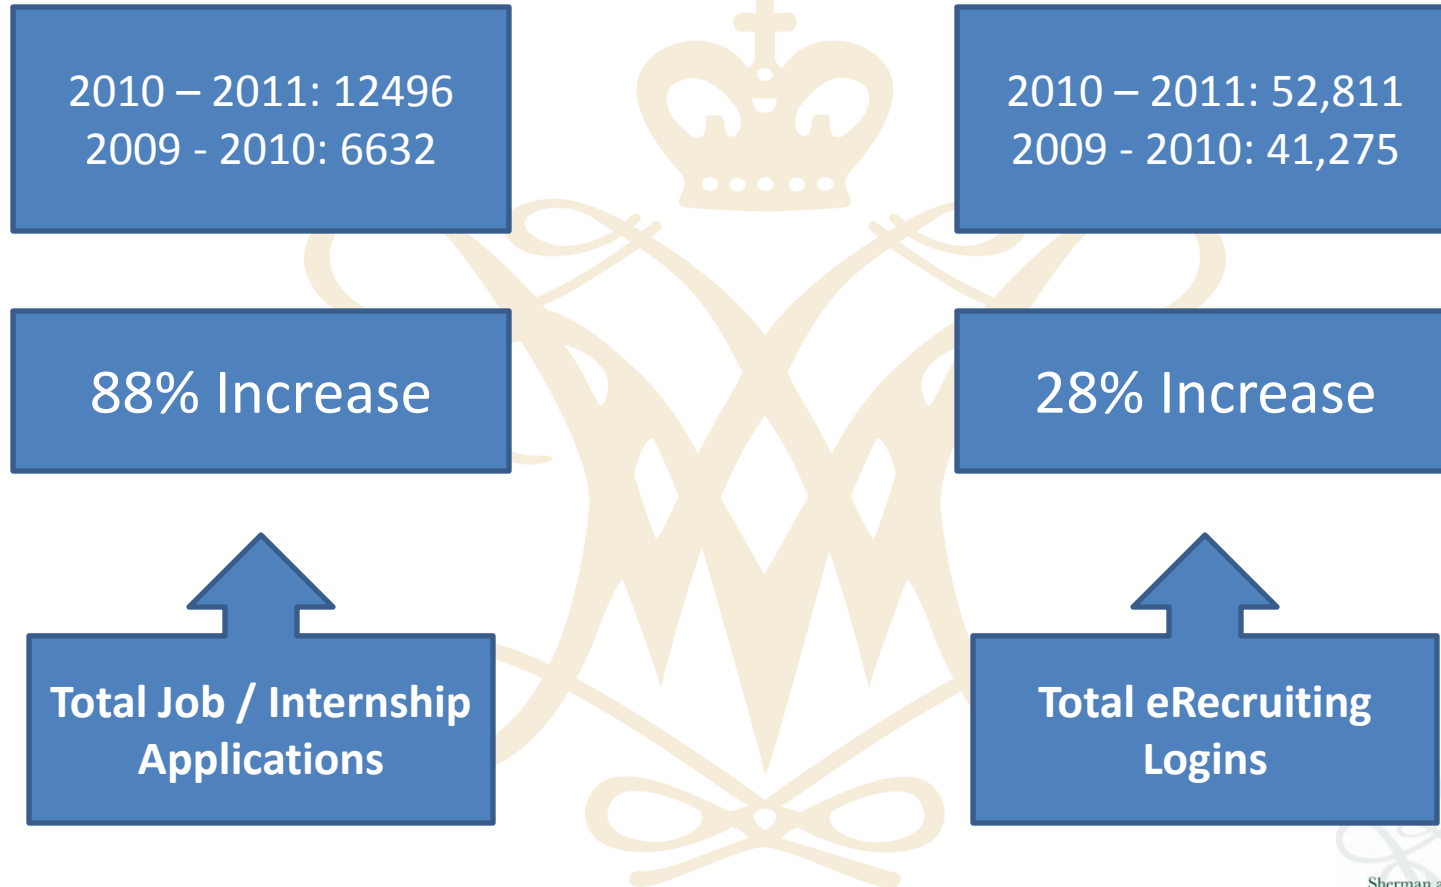 2010 – 2011: 12496
2009 - 2010: 6632
88% Increase
Total Job / Internship
Applications
2010 – 2011: 52,811
2009 - 2010: 41,275
28% Increase
Total eRecruiting
Logins
Sherman a